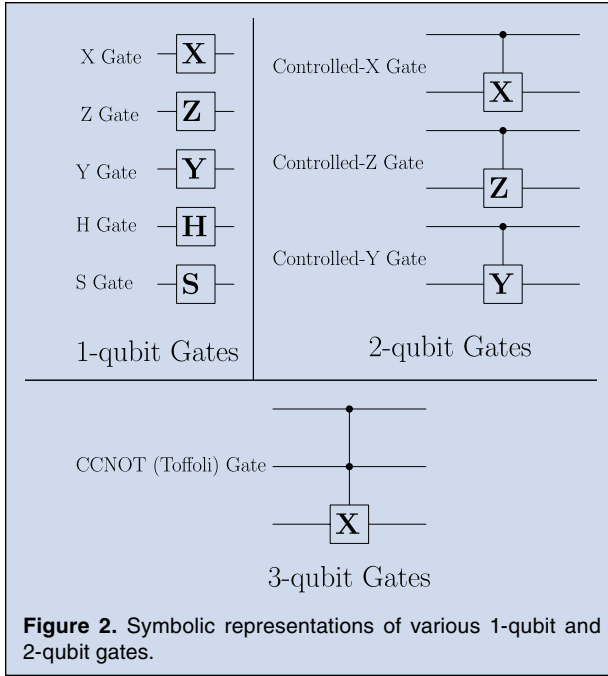 X Gate X
Z Gate Z
Y Gate Y
H Gate H
S Gate S
1-qubit Gates
Controlled-X Gate
X
Controlled-Z Gate
Z
Controlled-Y Gate
Y
2-qubit Gates
CCNOT (Toffoli) Gate
X
3-qubit Gates
Figure 2. Symbolic representations of various 1-qubit and
2-qubit gates.